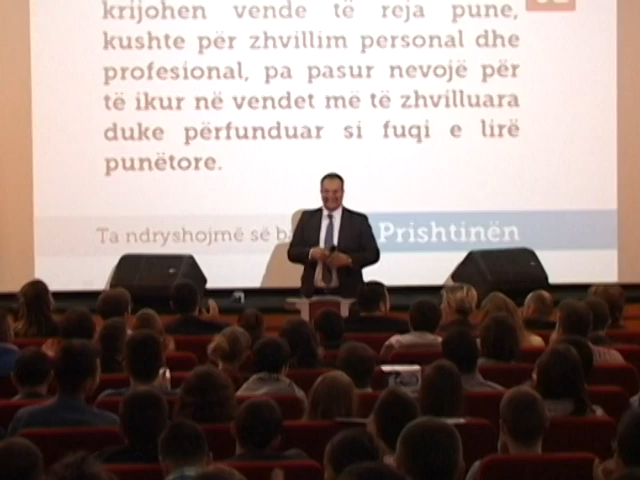 krijohen vende të reja pune,
kushte për zhvillim personal dhe
profesional, pa pasur nevojë për
të ikur në vendet më të zhvilluara
duke përfunduar si fuqi e lirë
punëtore.
Ta ndryshojmë së b
Prishtinën